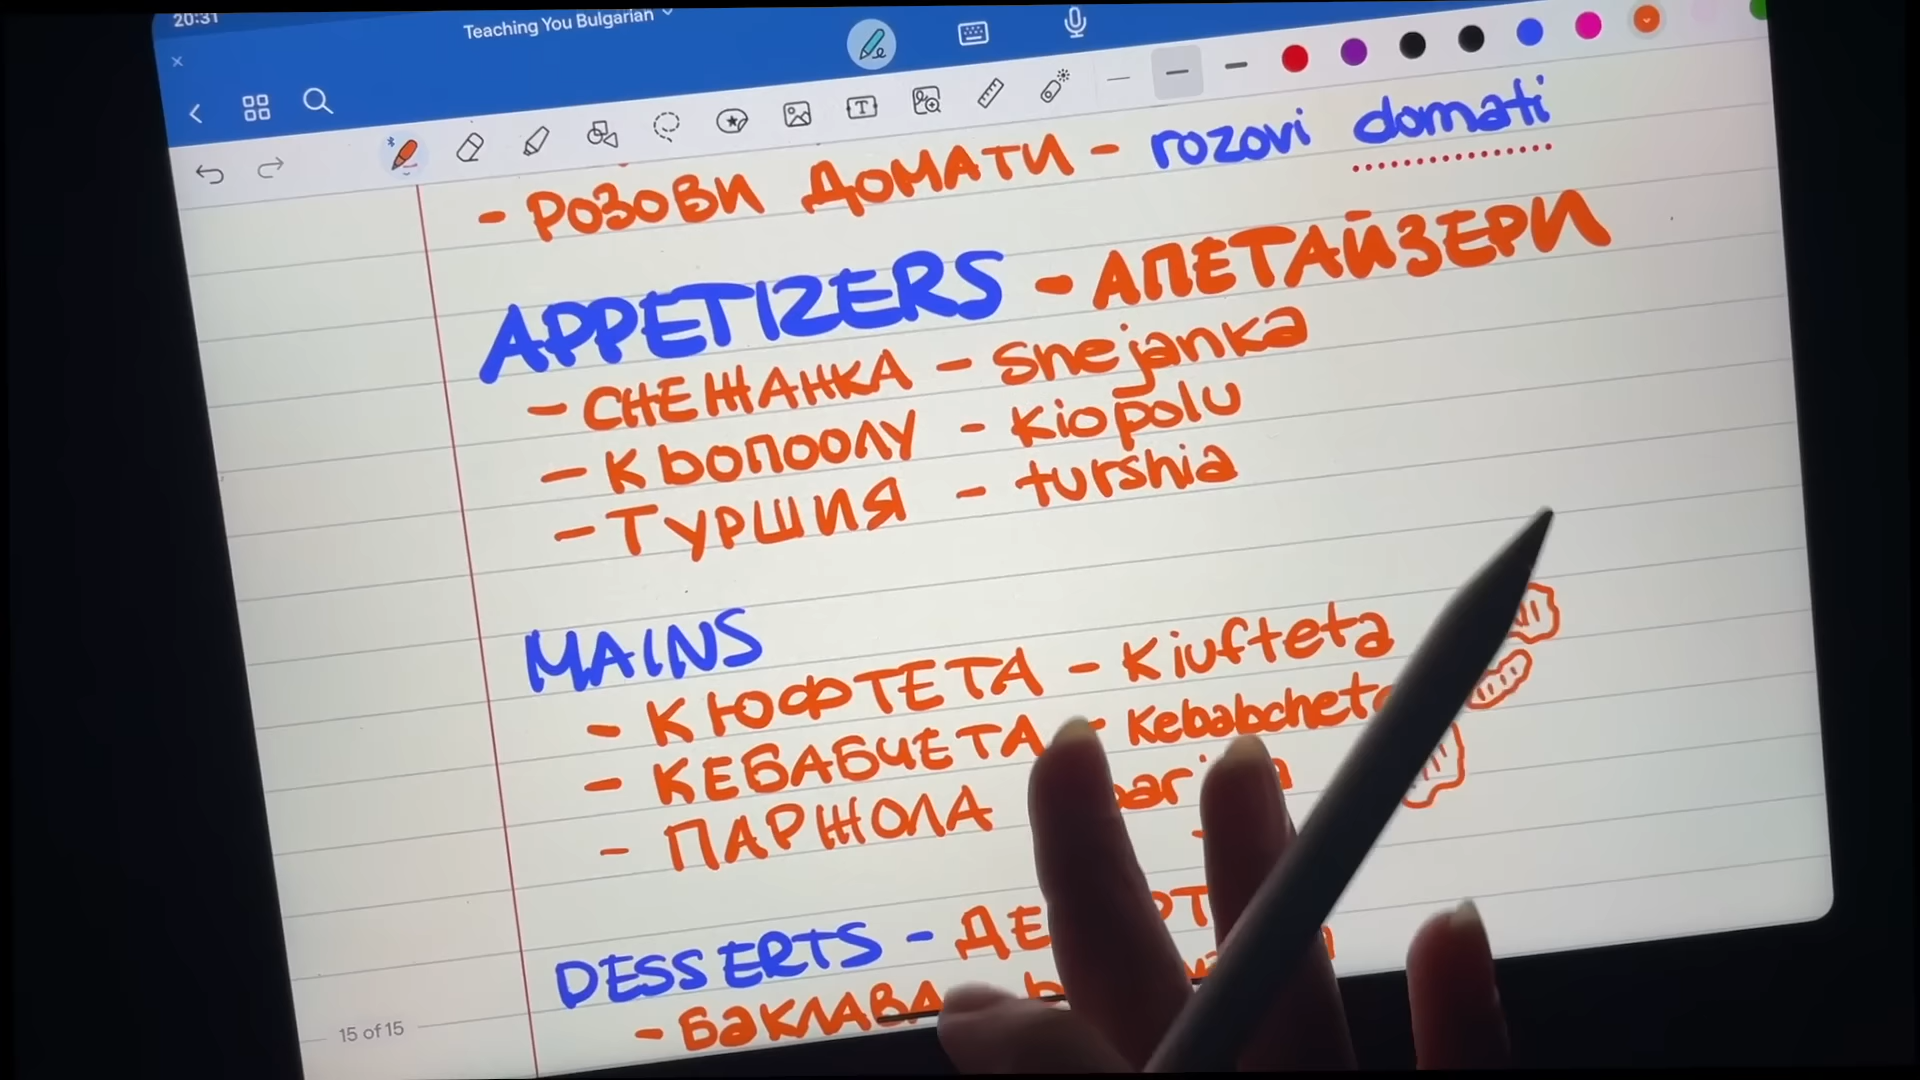 20:31
Teaching You Bulgarian
- РОЗОВИ ДОМАТИ - rozovi domati
APPETIZERS - АПЕТАЙЗЕРИ
- СНЕЖАНКА - Snejanka
- КЬОПООЛУ - Kiopolu
- ТУРШИЯ - turshia
MAINS
- КЮФТЕТА - Kiufteta
- КЕБАБЧЕТА - Kebabcheta
- ПАРЖОЛА
DESSERTS -
- БаКЛАВА
15 of 15